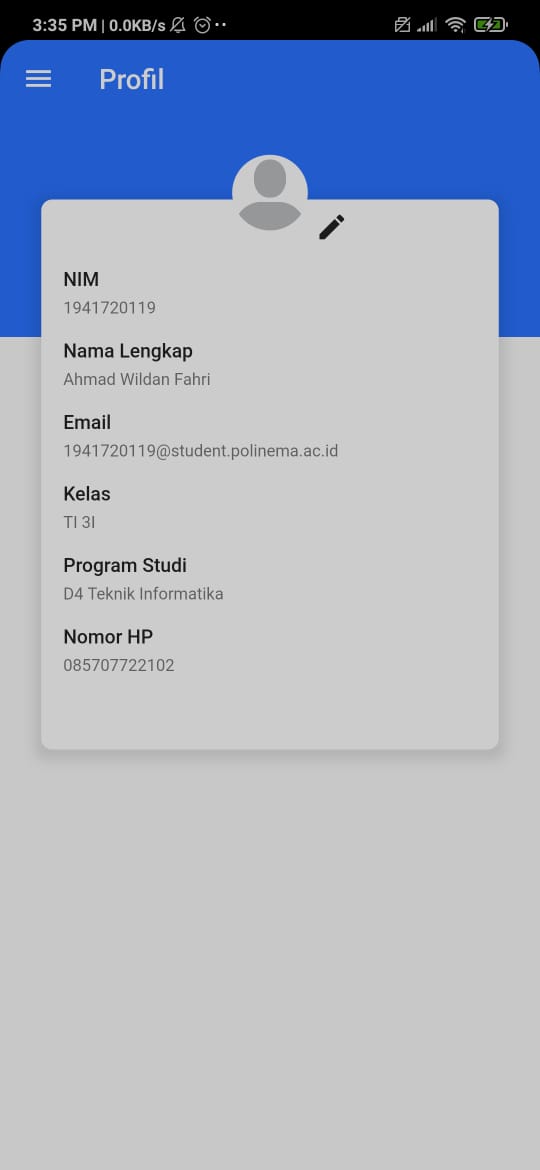 3:35 PM | 0.0KB/s
Profil
NIM
1941720119
Nama Lengkap
Ahmad Wildan Fahri
Email
1941720119@student.polinema.ac.id
Kelas
TI 3I
Program Studi
D4 Teknik Informatika
Nomor HP
085707722102